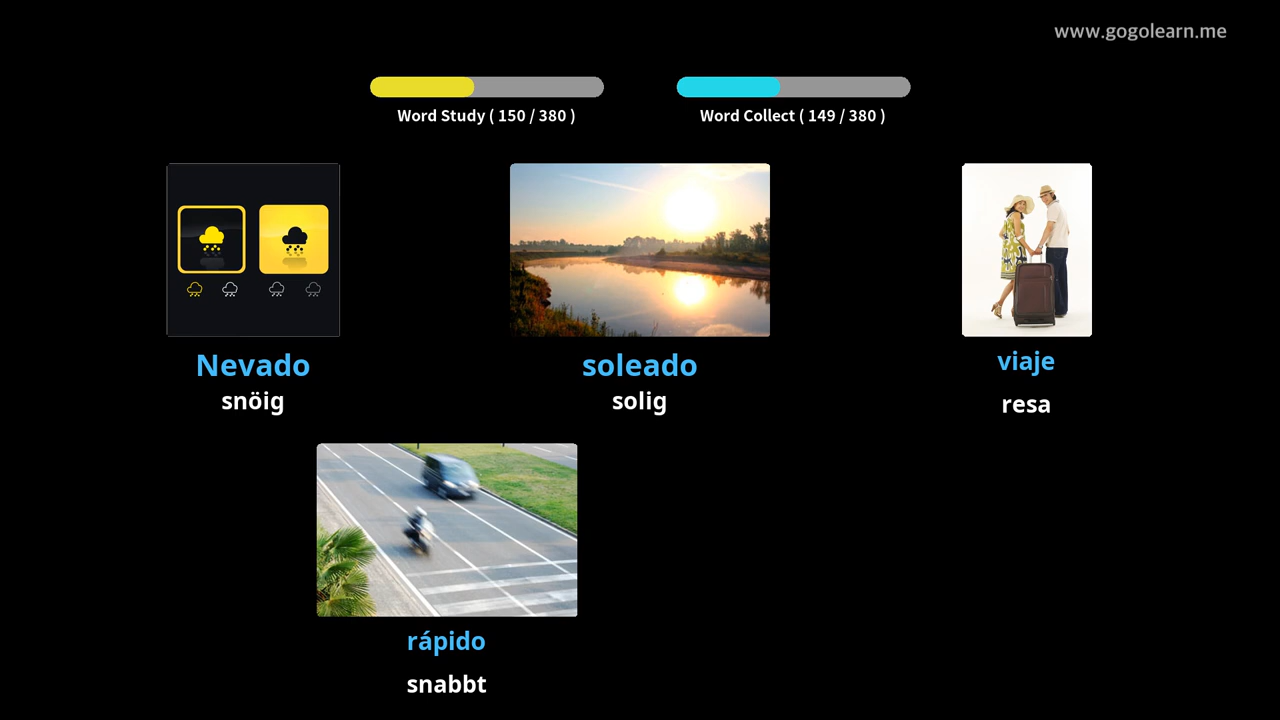 www.gogolearn.me
Word Study ( 150 / 380 )
Word Collect ( 149 / 380 )
Nevado
snöig
soleado
solig
viaje
resa
rápido
snabbt